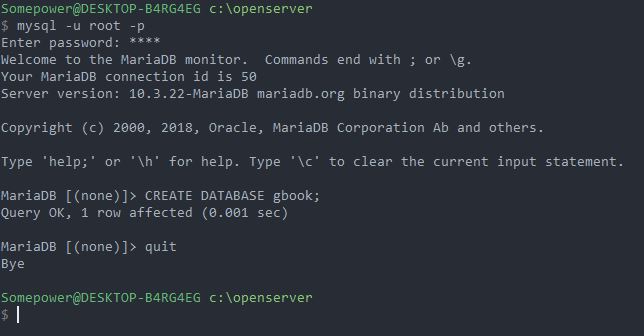 Somepower@DESKTOP-B4RG4EG c:\openserver
$ mysql -u root -p
Enter password: ****
Welcome to the MariaDB monitor.  Commands end with ; or \g.
Your MariaDB connection id is 50
Server version: 10.3.22-MariaDB mariadb.org binary distribution
Copyright (c) 2000, 2018, Oracle, MariaDB Corporation Ab and others.
Type 'help;' or '\h' for help. Type '\c' to clear the current input statement.
MariaDB [(none)]> CREATE DATABASE gbook;
Query OK, 1 row affected (0.001 sec)
MariaDB [(none)]> quit
Bye
Somepower@DESKTOP-B4RG4EG c:\openserver
$